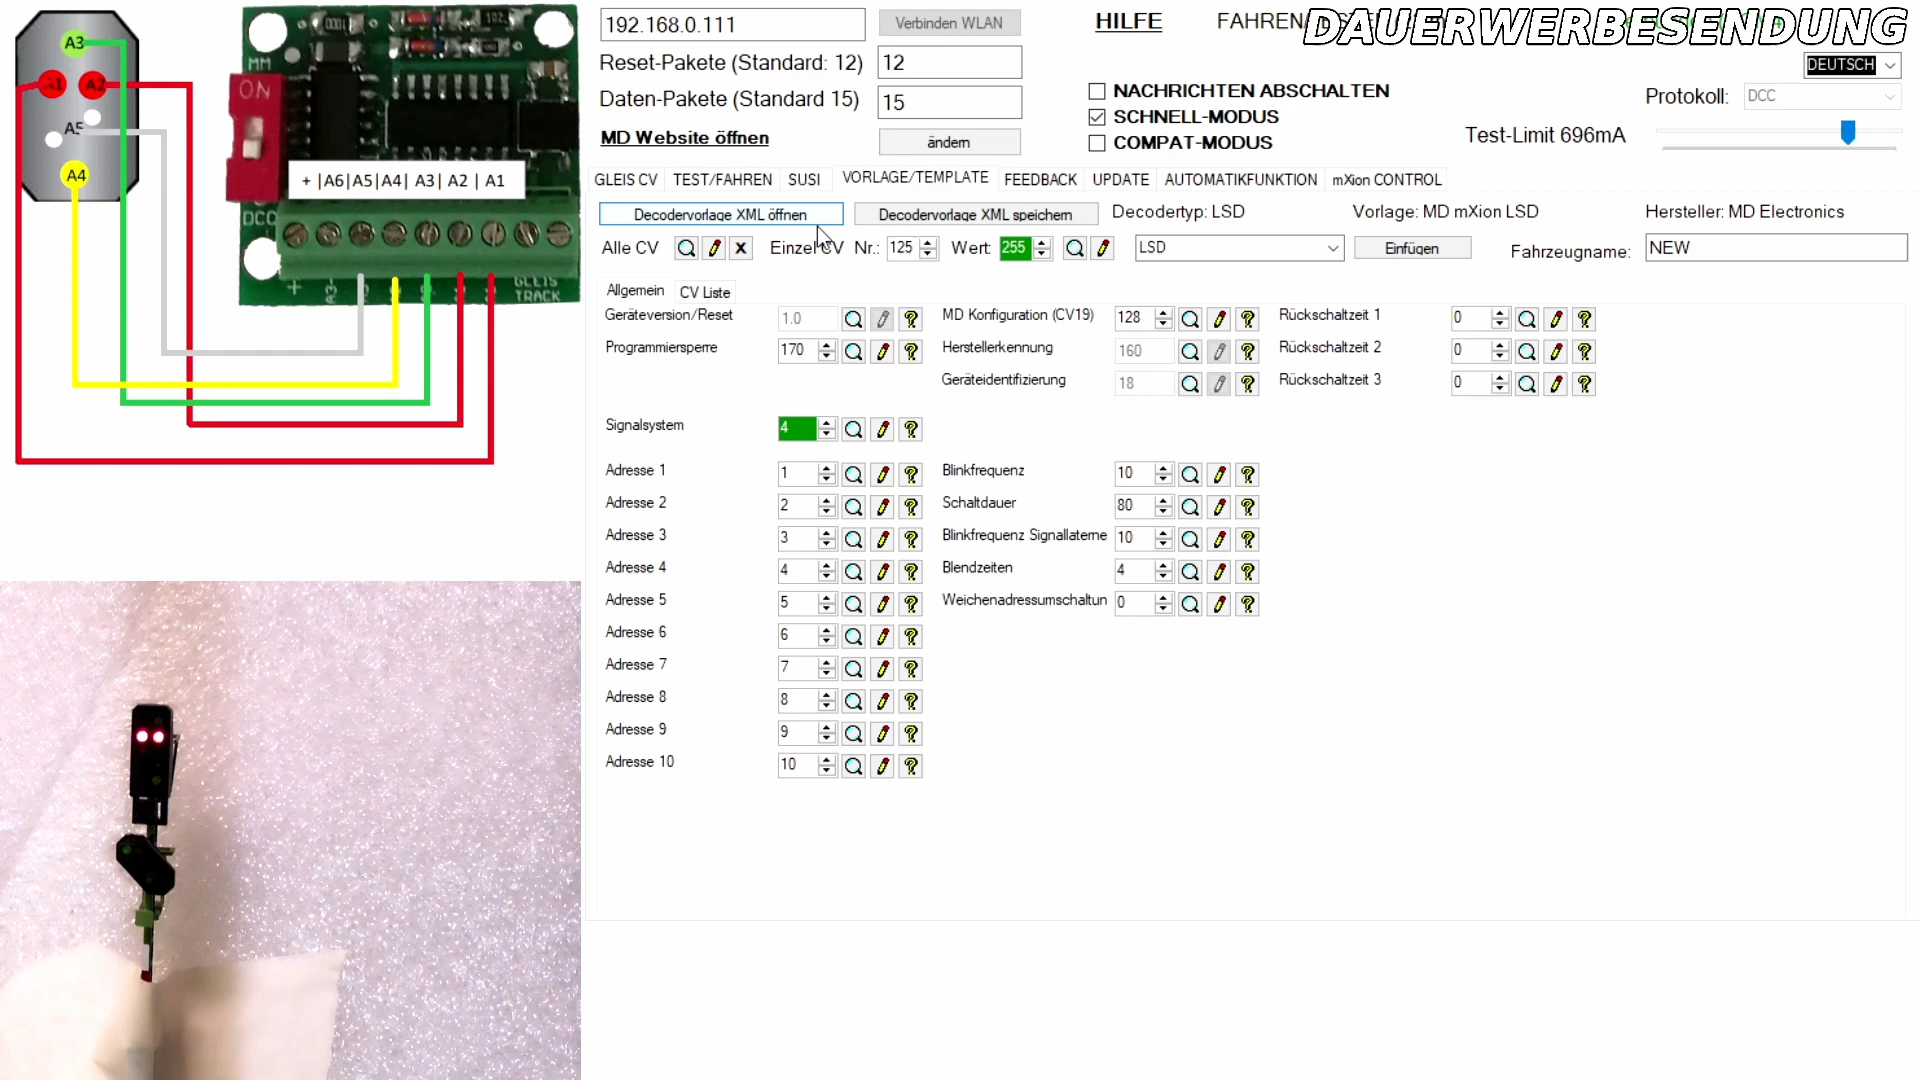 DAUERWERBESENDUNG
A3
A1
A2
A5
A4
MM
ON
DCC
+ |A6|A5|A4| A3| A2 | A1
GLEIS
TRACK
192.168.0.111
Verbinden WLAN
HILFE
DEUTSCH
Reset-Pakete (Standard: 12)
12
Daten-Pakete (Standard 15)
15
MD Website öffnen
ändern
NACHRICHTEN ABSCHALTEN
SCHNELL-MODUS
COMPAT-MODUS
Protokoll:
DCC
Test-Limit 696mA
GLEIS CV
TEST/FAHREN
SUSI
VORLAGE/TEMPLATE
FEEDBACK
UPDATE
AUTOMATIKFUNKTION
mXion CONTROL
Decodervorlage XML öffnen
Decodervorlage XML speichern
Decodertyp: LSD
Vorlage: MD mXion LSD
Hersteller: MD Electronics
Alle CV
X
Einzel CV
Nr.:
125
Wert:
255
LSD
Einfügen
Fahrzeugname:
NEW
Allgemein
CV Liste
Geräteversion/Reset
1.0
MD Konfiguration (CV19)
128
Rückschaltzeit 1
0
Programmiersperre
170
Herstellerkennung
160
Rückschaltzeit 2
0
Geräteidentifizierung
18
Rückschaltzeit 3
0
Signalsystem
4
Adresse 1
1
Blinkfrequenz
10
Adresse 2
2
Schaltdauer
80
Adresse 3
3
Blinkfrequenz Signallaterne
10
Adresse 4
4
Blendzeiten
4
Adresse 5
5
Weichenadressumschaltun
0
Adresse 6
6
Adresse 7
7
Adresse 8
8
Adresse 9
9
Adresse 10
10